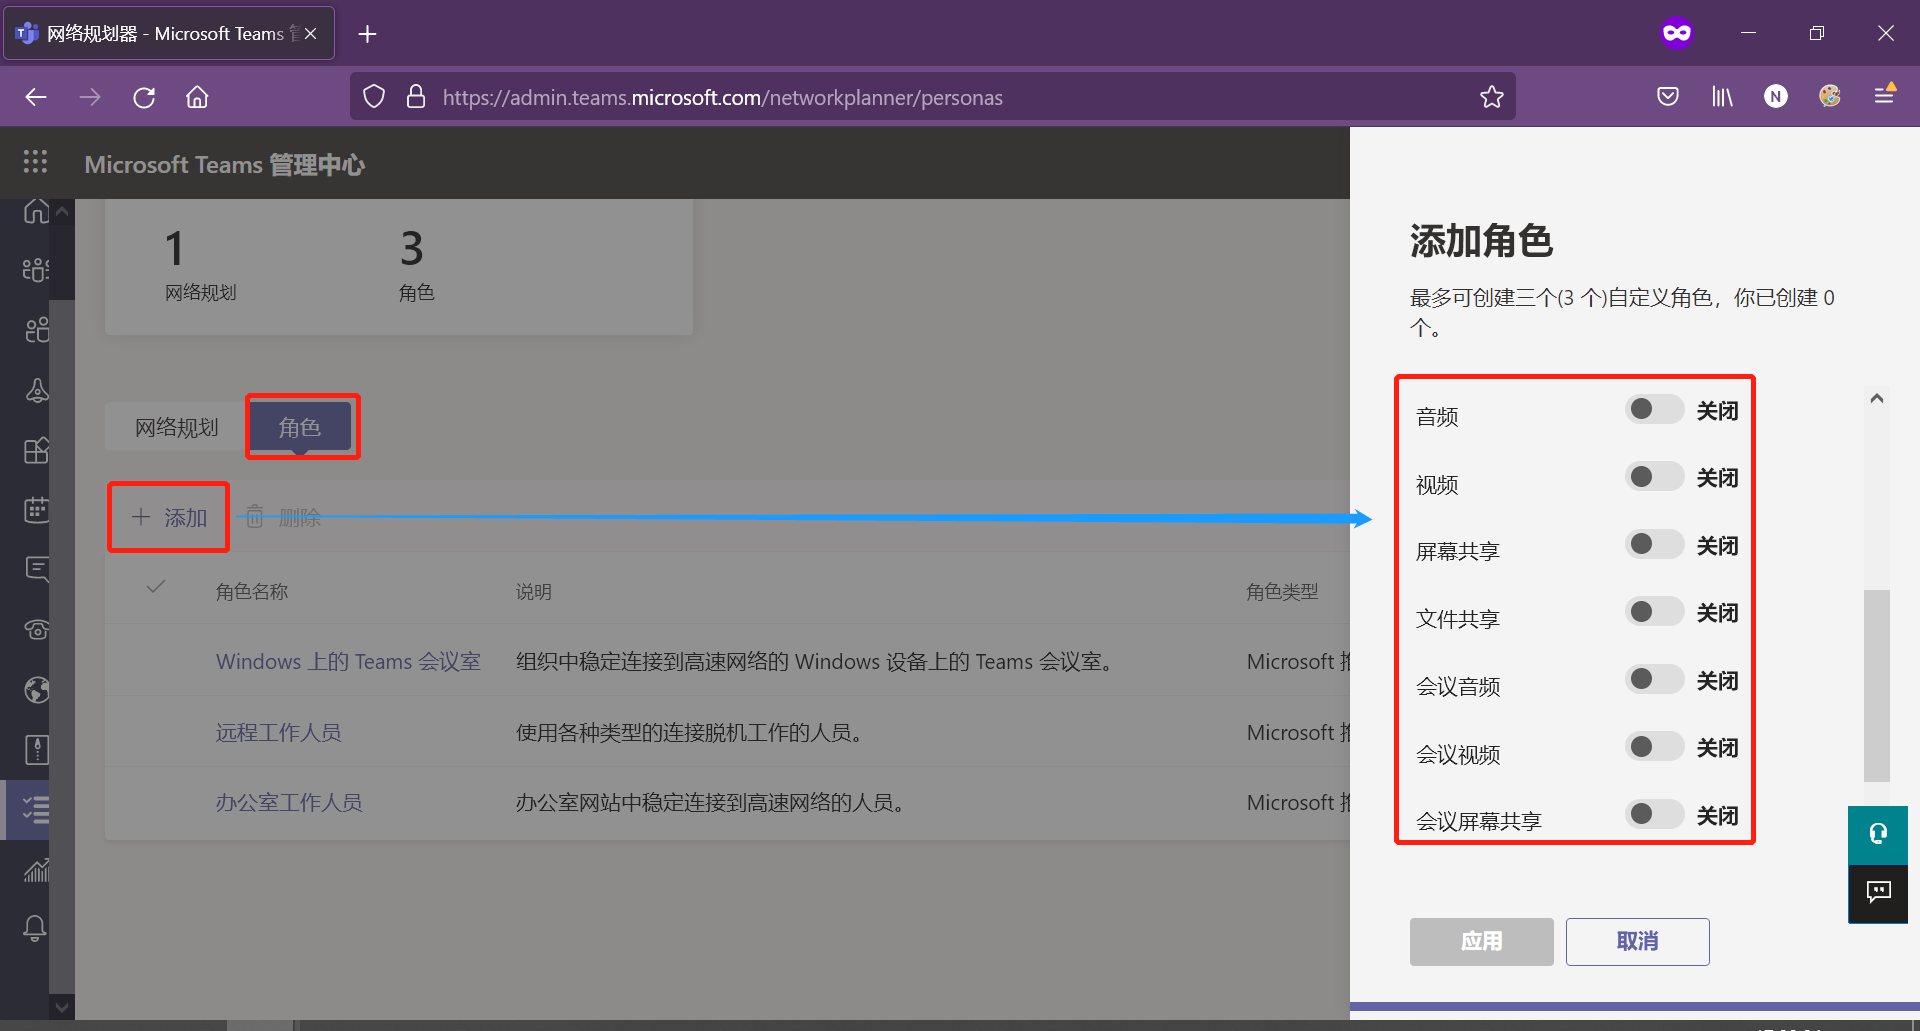 网络规划器 - Microsoft Teams
https://admin.teams.microsoft.com/networkplanner/personas
N
Microsoft Teams 管理中心
1
3
网络规划
角色
网络规划
角色
添加
删除
角色名称
说明
角色类型
Windows 上的 Teams 会议室
组织中稳定连接到高速网络的 Windows 设备上的 Teams 会议室。
Microsoft
远程工作人员
使用各种类型的连接脱机工作的人员。
Microsoft
办公室工作人员
办公室网站中稳定连接到高速网络的人员。
Microsoft
添加角色
最多可创建三个(3 个)自定义角色，你已创建 0
个。
音频
关闭
视频
关闭
屏幕共享
关闭
文件共享
关闭
会议音频
关闭
会议视频
关闭
会议屏幕共享
关闭
应用
取消